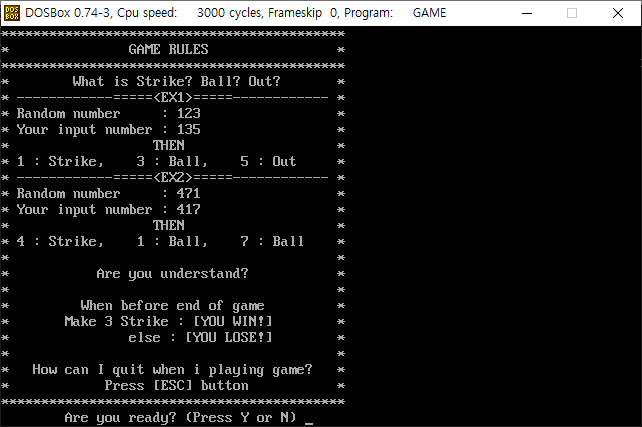 DOSBox 0.74-3, Cpu speed: 3000 cycles, Frameskip 0, Program: GAME
*******************************************
* GAME RULES *
*******************************************
* What is Strike? Ball? Out? *
* ------------=====<EX1>=====------------ *
* Random number : 123 *
* Your input number : 135 *
* THEN *
* 1 : Strike, 3 : Ball, 5 : Out *
* ------------=====<EX2>=====------------ *
* Random number : 471 *
* Your input number : 417 *
* THEN *
* 4 : Strike, 1 : Ball, 7 : Ball *
* *
* Are you understand? *
* *
* When before end of game *
* Make 3 Strike : [YOU WIN!] *
* else : [YOU LOSE!] *
* *
* How can I quit when i playing game? *
* Press [ESC] button *
*******************************************
Are you ready? (Press Y or N) _